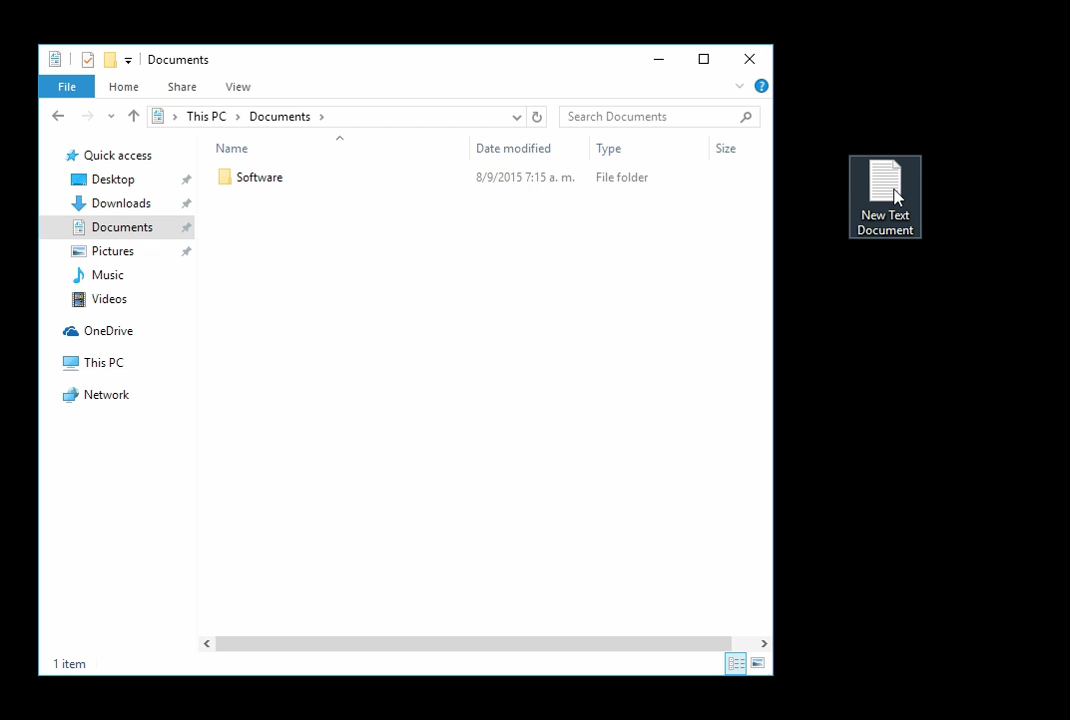 Documents
File Home Share View
This PC Documents
Search Documents
Quick access
Desktop
Downloads
Documents
Pictures
Music
Videos
OneDrive
This PC
Network
Name Date modified Type Size
Software 8/9/2015 7:15 a. m. File folder
1 item
New Text
Document